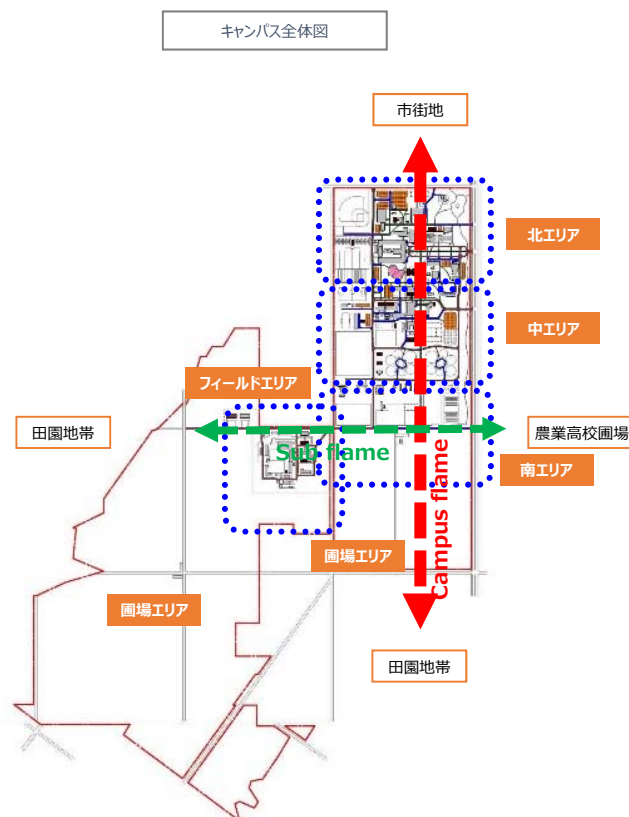 キャンパス全体図
市街地
北エリア
中エリア
フィールドエリア
田園地帯
農業高校圃場
Sub flame
南エリア
Campus flame
圃場エリア
圃場エリア
田園地帯